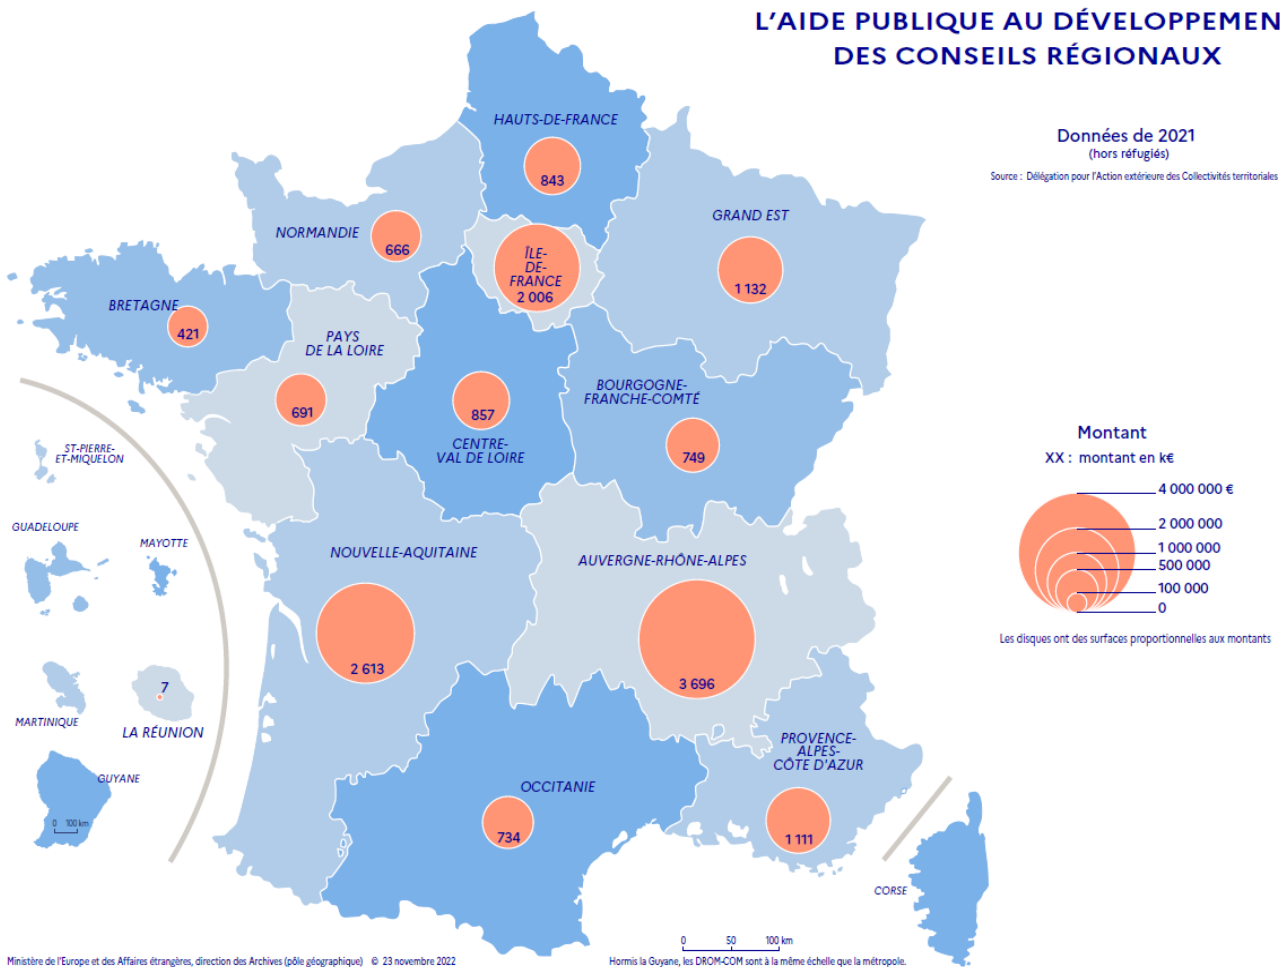 L'AIDE PUBLIQUE AU DÉVELOPPEMEN
DES CONSEILS RÉGIONAUX
Données de 2021
(hors réfugiés)
Source : Délégation pour l'Action extérieure des Collectivités territoriales
HAUTS-DE-FRANCE
843
NORMANDIE
666
ÎLE-
DE-
FRANCE
2 006
GRAND EST
1 132
BRETAGNE
421
PAYS
DE LA LOIRE
691
857
CENTRE-
VAL DE LOIRE
BOURGOGNE-
FRANCHE-COMTÉ
749
Montant
XX : montant en k€
4 000 000 €
2 000 000
1 000 000
500 000
100 000
0
Les disques ont des surfaces proportionnelles aux montants
ST-PIERRE-
ET-MIQUELON
GUADELOUPE
MAYOTTE
NOUVELLE-AQUITAINE
2 613
AUVERGNE-RHÔNE-ALPES
3 696
MARTINIQUE
7
LA RÉUNION
GUYANE
0 100 km
OCCITANIE
734
PROVENCE-
ALPES-
CÔTE D'AZUR
1 111
CORSE
0 50 100 km
Ministère de l'Europe et des Affaires étrangères, direction des Archives (pôle géographique) © 23 novembre 2022
Hormis la Guyane, les DROM-COM sont à la même échelle que la métropole.